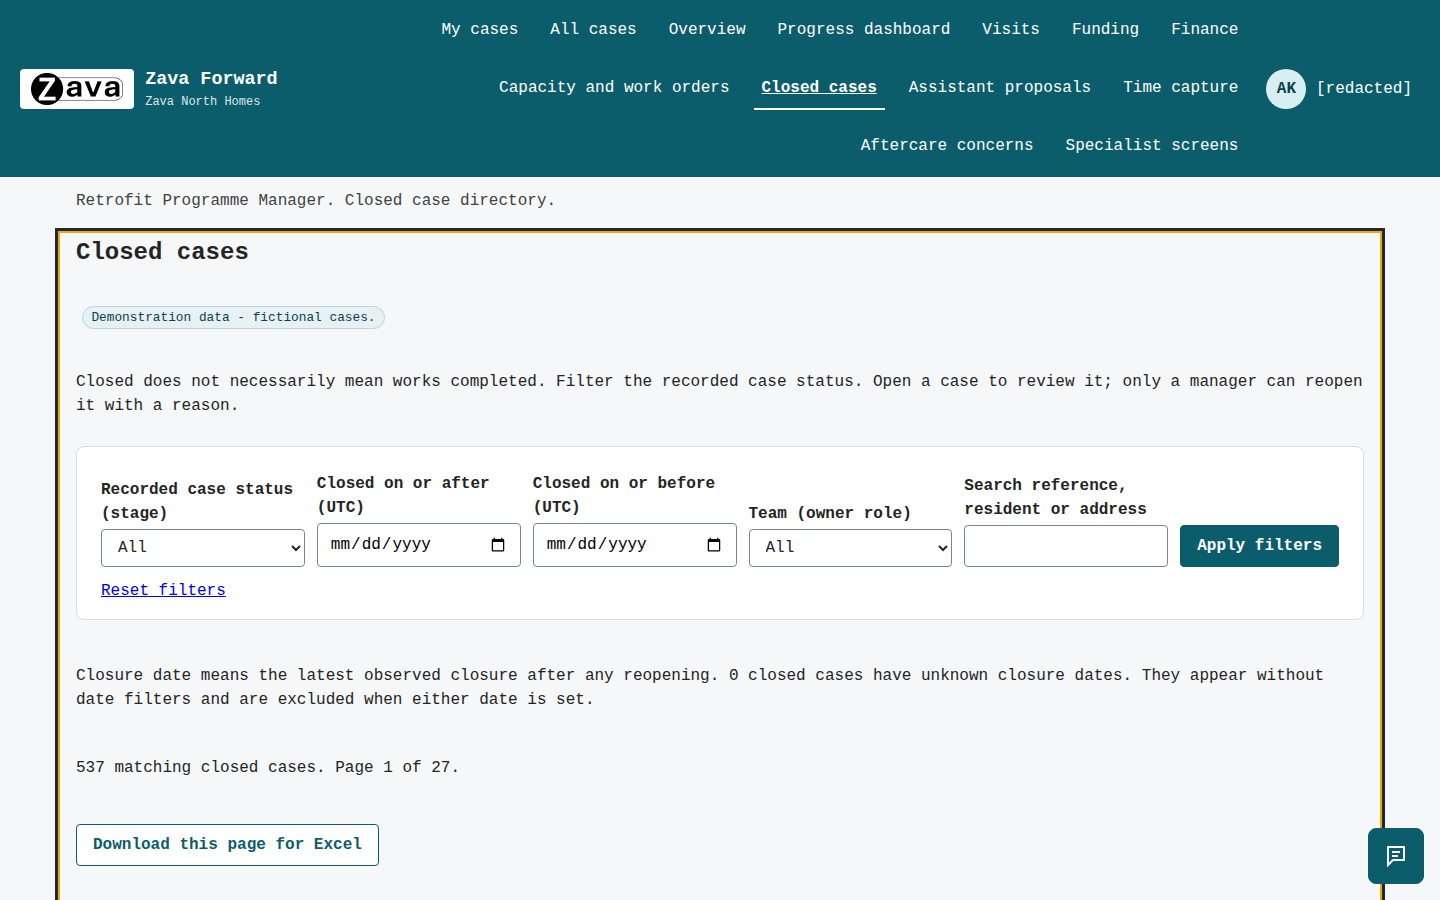 My cases All cases Overview Progress dashboard Visits Funding Finance
Zava
Zava Forward
Zava North Homes
Capacity and work orders Closed cases Assistant proposals Time capture
AK [redacted]
Aftercare concerns Specialist screens
Retrofit Programme Manager. Closed case directory.
Closed cases
Demonstration data - fictional cases.
Closed does not necessarily mean works completed. Filter the recorded case status. Open a case to review it; only a manager can reopen
it with a reason.
Recorded case status
(stage)
All
Closed on or after
(UTC)
mm/dd/yyyy
Closed on or before
(UTC)
mm/dd/yyyy
Team (owner role)
All
Search reference,
resident or address
Apply filters
Reset filters
Closure date means the latest observed closure after any reopening. 0 closed cases have unknown closure dates. They appear without
date filters and are excluded when either date is set.
537 matching closed cases. Page 1 of 27.
Download this page for Excel